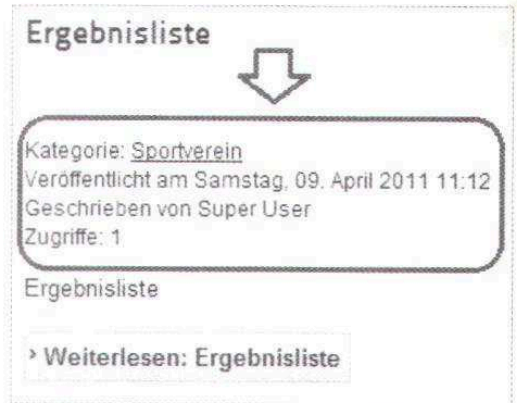 Ergebnisliste
Kategorie: Sportverein
Veröffentlicht am Samstag, 09. April 2011 11:12
Geschrieben von Super User
Zugriffe: 1
Ergebnisliste
› Weiterlesen: Ergebnisliste